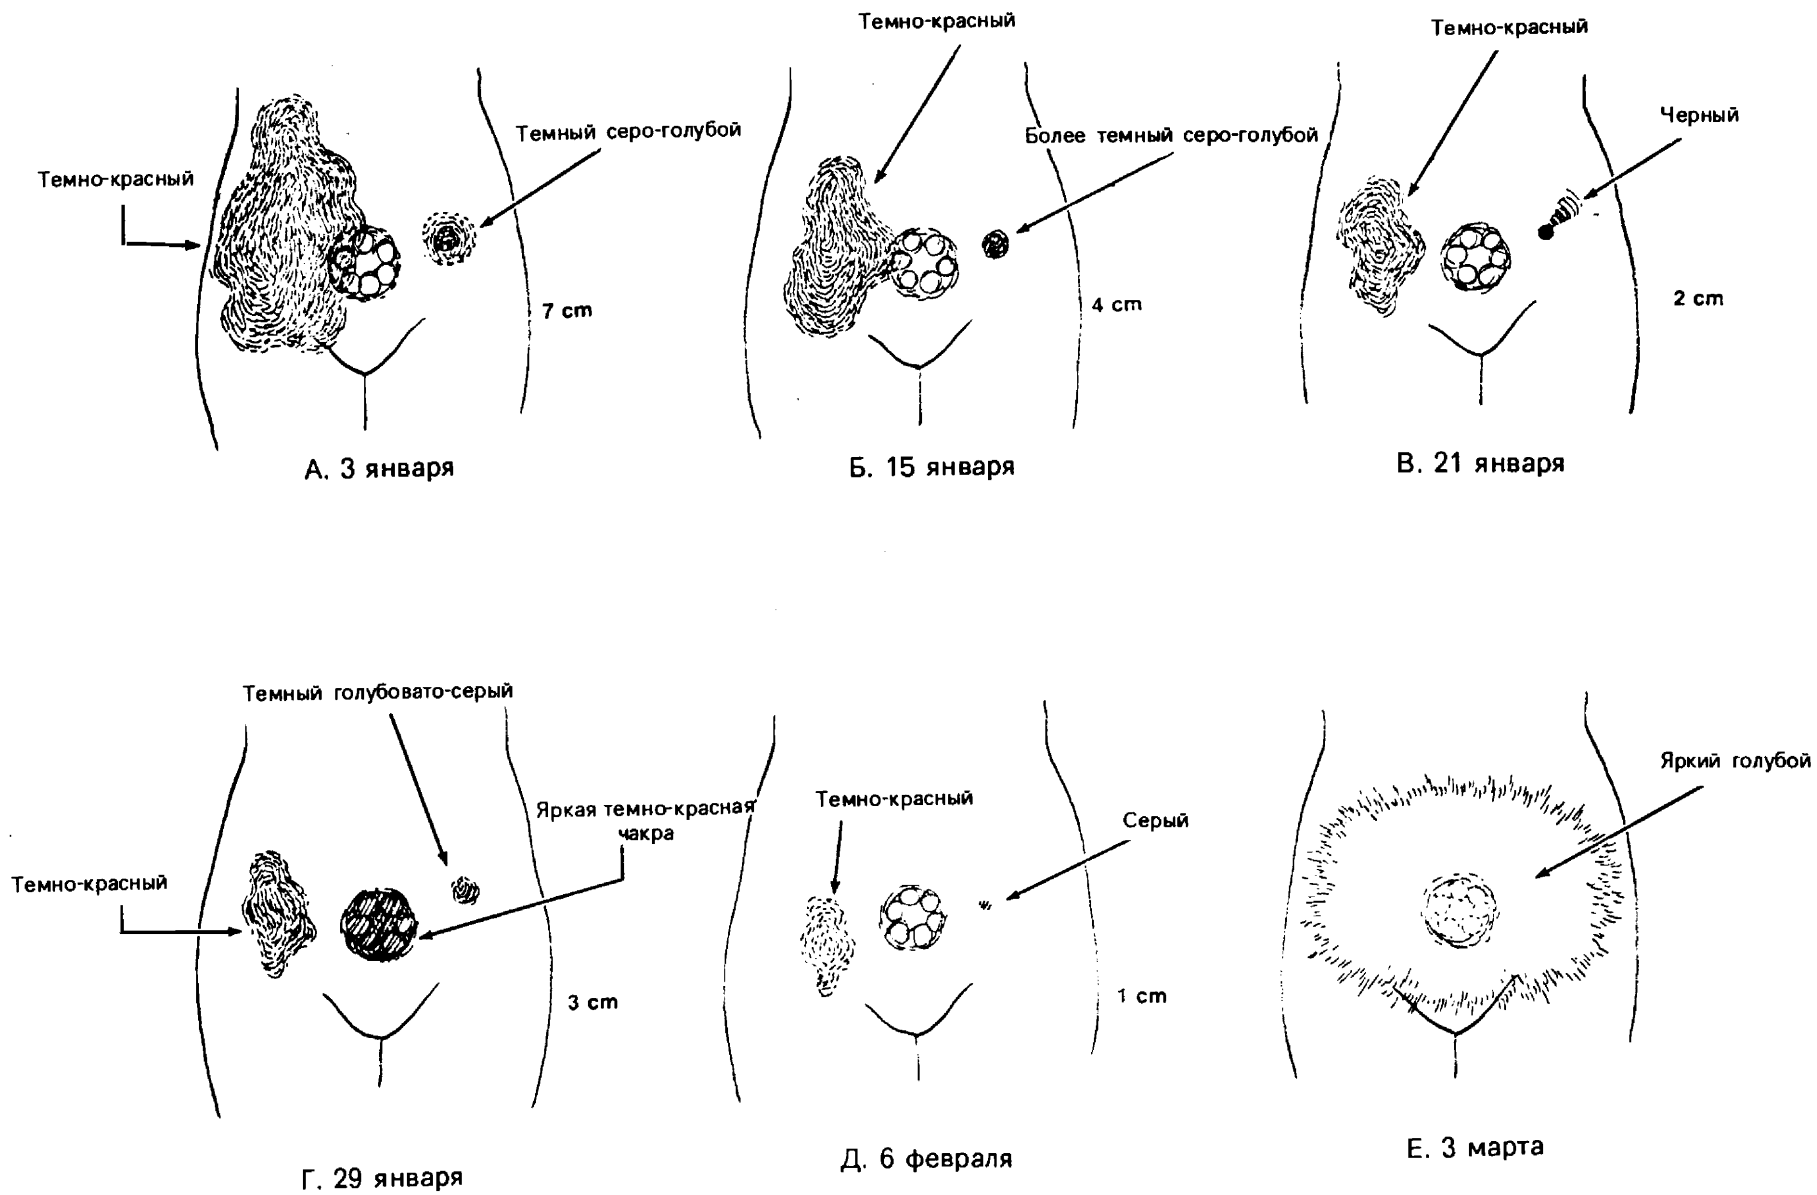 Темно-красный
Темный серо-голубой
7 cm
А. 3 января
Темно-красный
Более темный серо-голубой
4 cm
Б. 15 января
Темно-красный
Черный
2 cm
В. 21 января
Темный голубовато-серый
Темно-красный
Яркая темно-красная
чакра
3 cm
Г. 29 января
Темно-красный
Серый
1 cm
Д. 6 февраля
Яркий голубой
Е. 3 марта